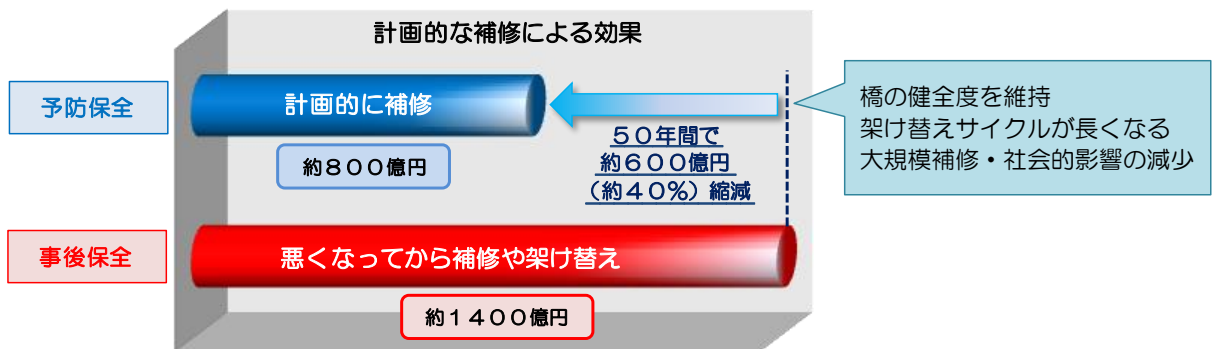 計画的な補修による効果
予防保全
計画的に補修
約８００億円
５０年間で
約６００億円
（約４０％）縮減
橋の健全度を維持
架け替えサイクルが長くなる
大規模補修・社会的影響の減少
事後保全
悪くなってから補修や架け替え
約１４００億円